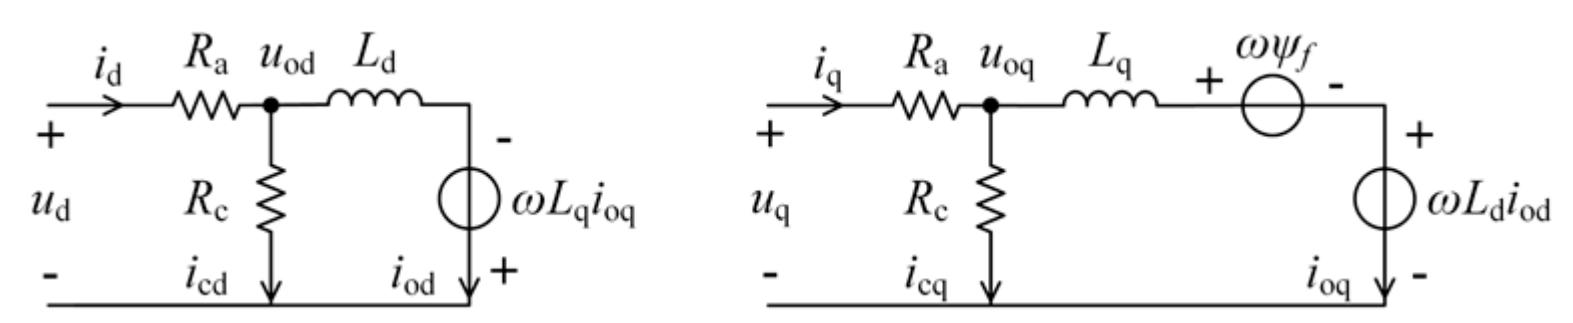 i_d R_a u_od L_d
+ - u_d R_c ωL_q i_oq
- i_cd i_od +
i_q R_a u_oq L_q + ωψ_f -
+ + u_q R_c ωL_d i_od
- i_cq i_oq -